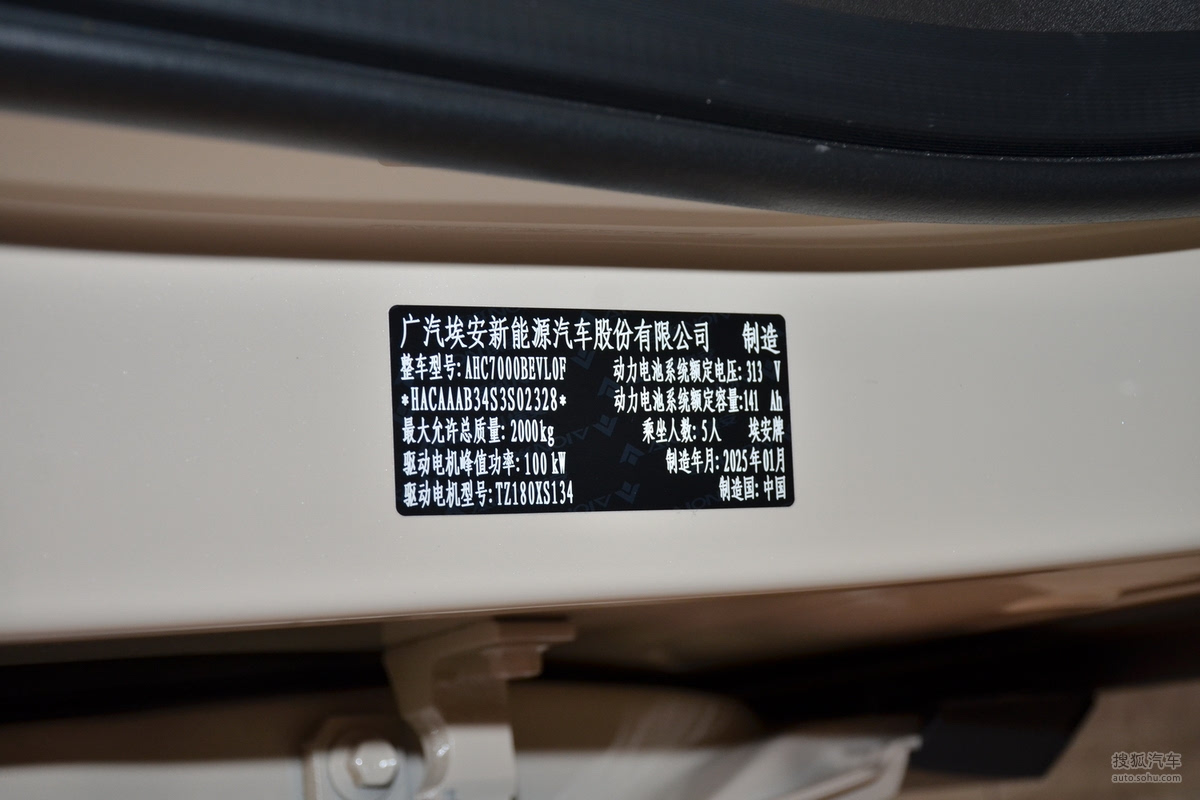 广汽埃安新能源汽车股份有限公司 制造
整车型号: AHC7000BEVL0F 动力电池系统额定电压: 313 V
*HACAAAB34S3S02328* 动力电池系统额定容量:141 Ah
最大允许总质量: 2000kg 乘坐人数: 5人 埃安牌
驱动电机峰值功率: 100 kW 制造年月: 2025年01月
驱动电机型号: TZ180XS134 制造国: 中国
搜狐汽车
auto.sohu.com